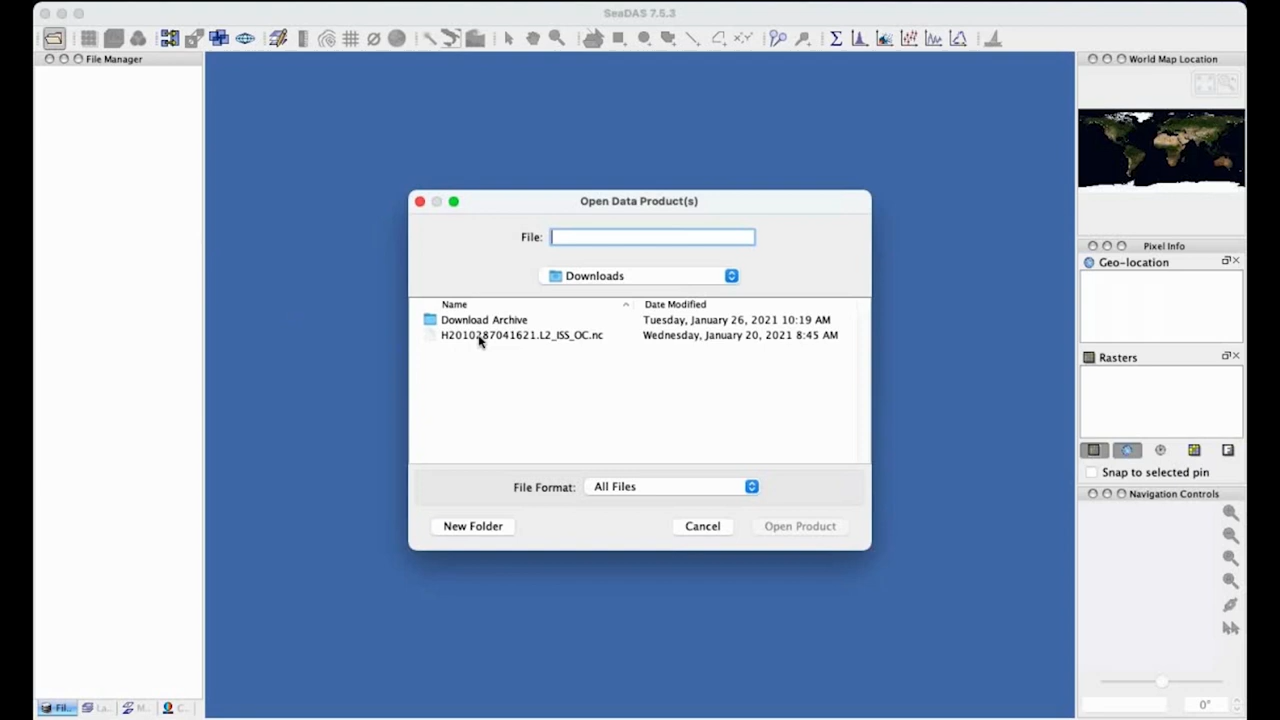 SeaDAS 7.5.3
File Manager
World Map Location
Open Data Product(s)
File:
Downloads
Name
Date Modified
Download Archive
Tuesday, January 26, 2021 10:19 AM
H2010287041621.L2_ISS_OC.nc
Wednesday, January 20, 2021 8:45 AM
File Format:
All Files
New Folder
Cancel
Open Product
Pixel Info
Geo-location
Rasters
Snap to selected pin
Navigation Controls
0°
Fil...
La...
M...
C...